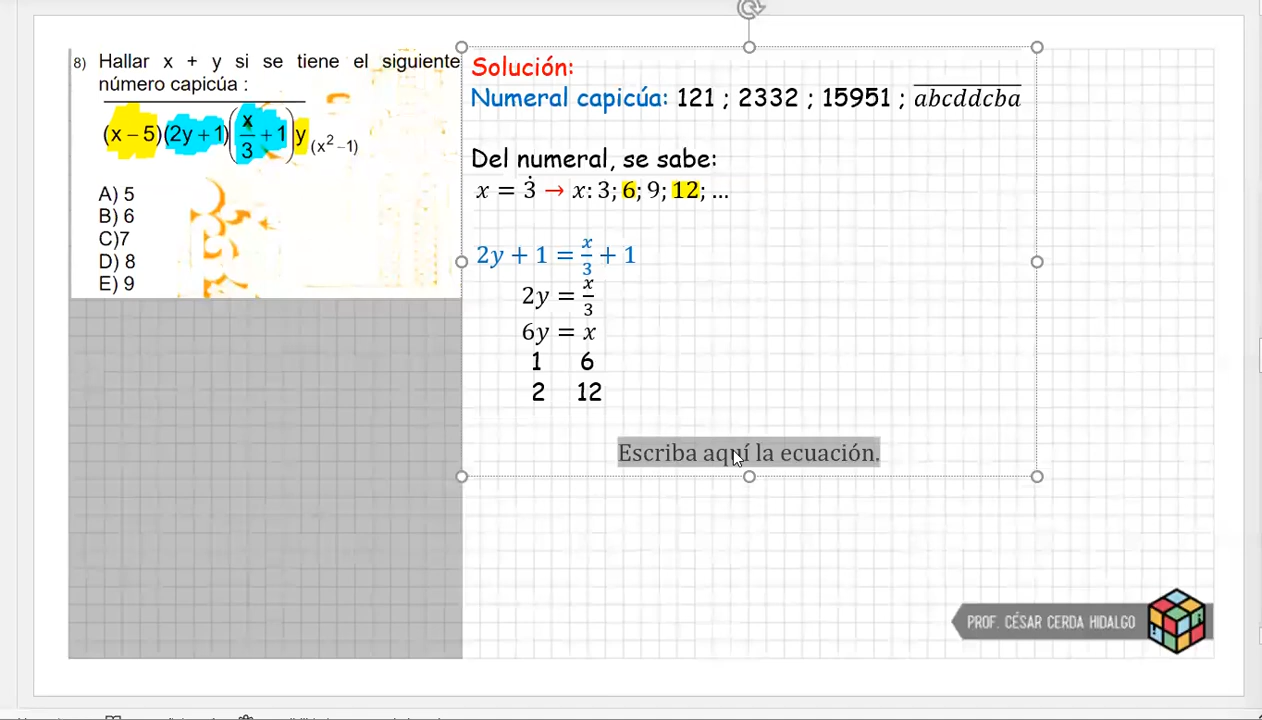 8) Hallar x + y si se tiene el siguiente
número capicúa :
(x − 5)(2y + 1)(x/3 + 1)y (x² − 1)
A) 5
B) 6
C)7
D) 8
E) 9
Solución:
Numeral capicúa: 121 ; 2332 ; 15951 ; abcddcba
Del numeral, se sabe:
x = 3̇ → x: 3; 6; 9; 12; ...
2y + 1 = x/3 + 1
2y = x/3
6y = x
1 6
2 12
Escriba aquí la ecuación.
PROF. CÉSAR CERDA HIDALGO